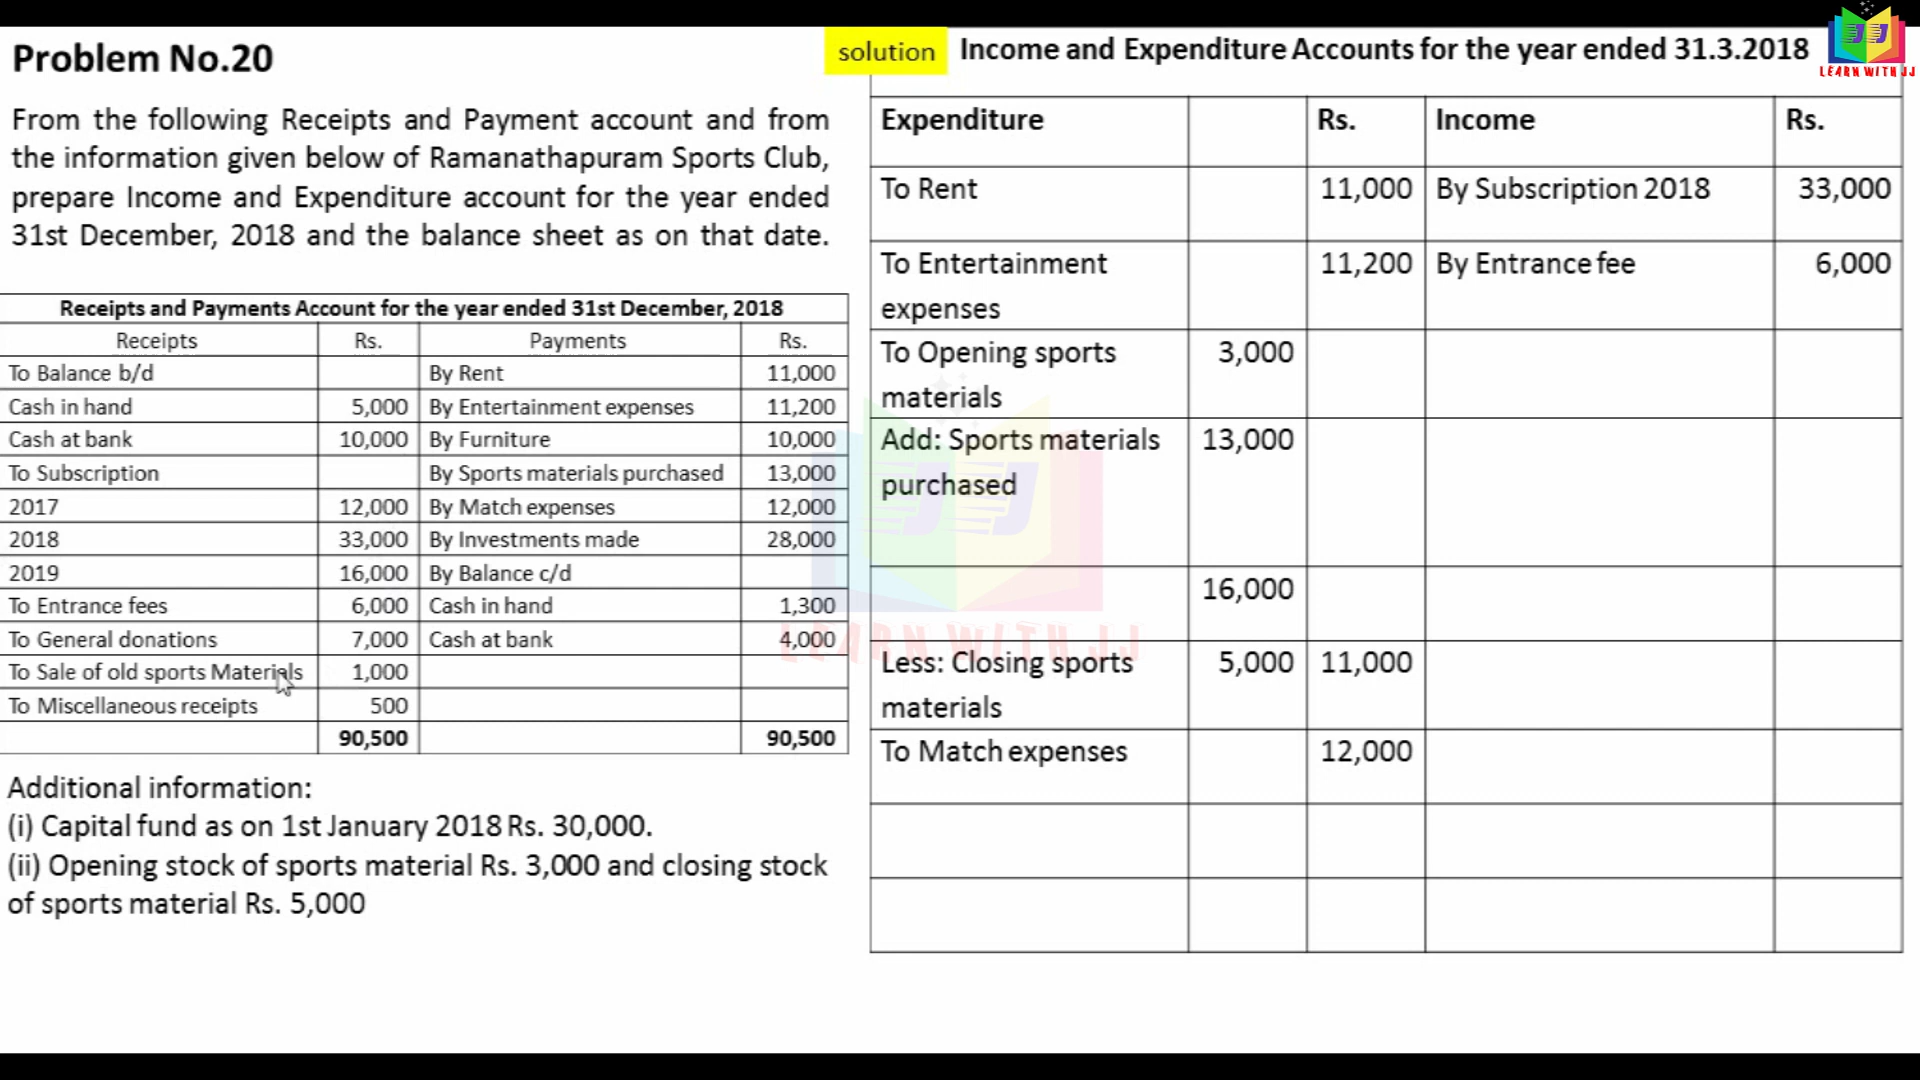 Problem No.20
From the following Receipts and Payment account and from
the information given below of Ramanathapuram Sports Club,
prepare Income and Expenditure account for the year ended
31st December, 2018 and the balance sheet as on that date.
Receipts and Payments Account for the year ended 31st December, 2018
Receipts Rs. Payments Rs.
To Balance b/d By Rent 11,000
Cash in hand 5,000 By Entertainment expenses 11,200
Cash at bank 10,000 By Furniture 10,000
To Subscription By Sports materials purchased 13,000
2017 12,000 By Match expenses 12,000
2018 33,000 By Investments made 28,000
2019 16,000 By Balance c/d
To Entrance fees 6,000 Cash in hand 1,300
To General donations 7,000 Cash at bank 4,000
To Sale of old sports Materials 1,000
To Miscellaneous receipts 500
90,500 90,500
Additional information:
(i) Capital fund as on 1st January 2018 Rs. 30,000.
(ii) Opening stock of sports material Rs. 3,000 and closing stock
of sports material Rs. 5,000
solution Income and Expenditure Accounts for the year ended 31.3.2018
JJ
LEARN WITH JJ
Expenditure Rs. Income Rs.
To Rent 11,000 By Subscription 2018 33,000
To Entertainment 11,200 By Entrance fee 6,000
expenses
To Opening sports 3,000
materials
Add: Sports materials 13,000
purchased
16,000
Less: Closing sports 5,000 11,000
materials
To Match expenses 12,000
JJ
LEARN WITH JJ